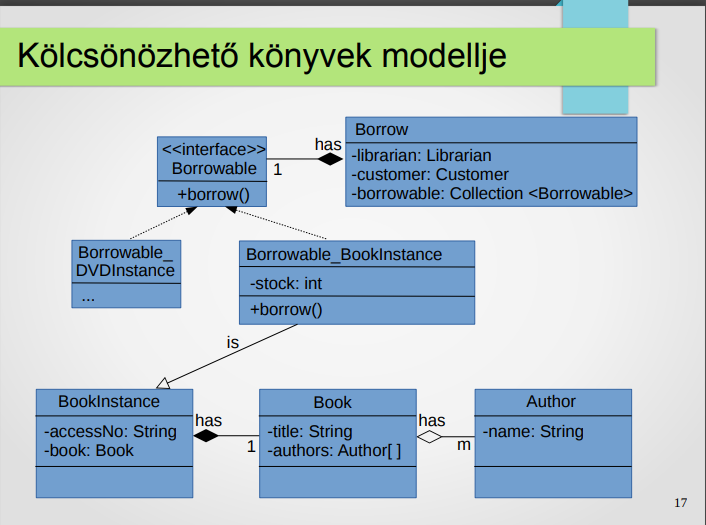 Kölcsönözhető könyvek modellje
<<interface>>
Borrowable
+borrow()
1
has
Borrow
-librarian: Librarian
-customer: Customer
-borrowable: Collection <Borrowable>
Borrowable_
DVDInstance
...
Borrowable_BookInstance
-stock: int
+borrow()
is
BookInstance
-accessNo: String
-book: Book
has
1
Book
-title: String
-authors: Author[ ]
has
m
Author
-name: String
17